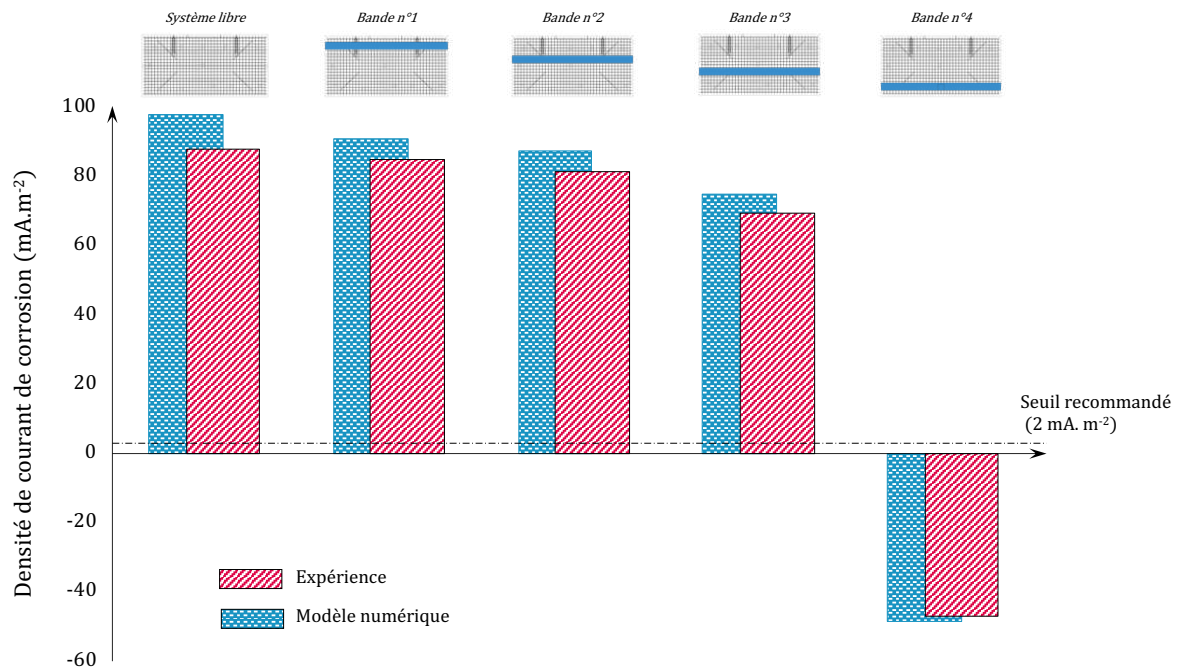 Système libre
Bande n°1
Bande n°2
Bande n°3
Bande n°4
Densité de courant de corrosion (mA.m-2)
100
80
60
40
20
0
-20
-40
-60
Seuil recommandé
(2 mA. m-2)
Expérience
Modèle numérique